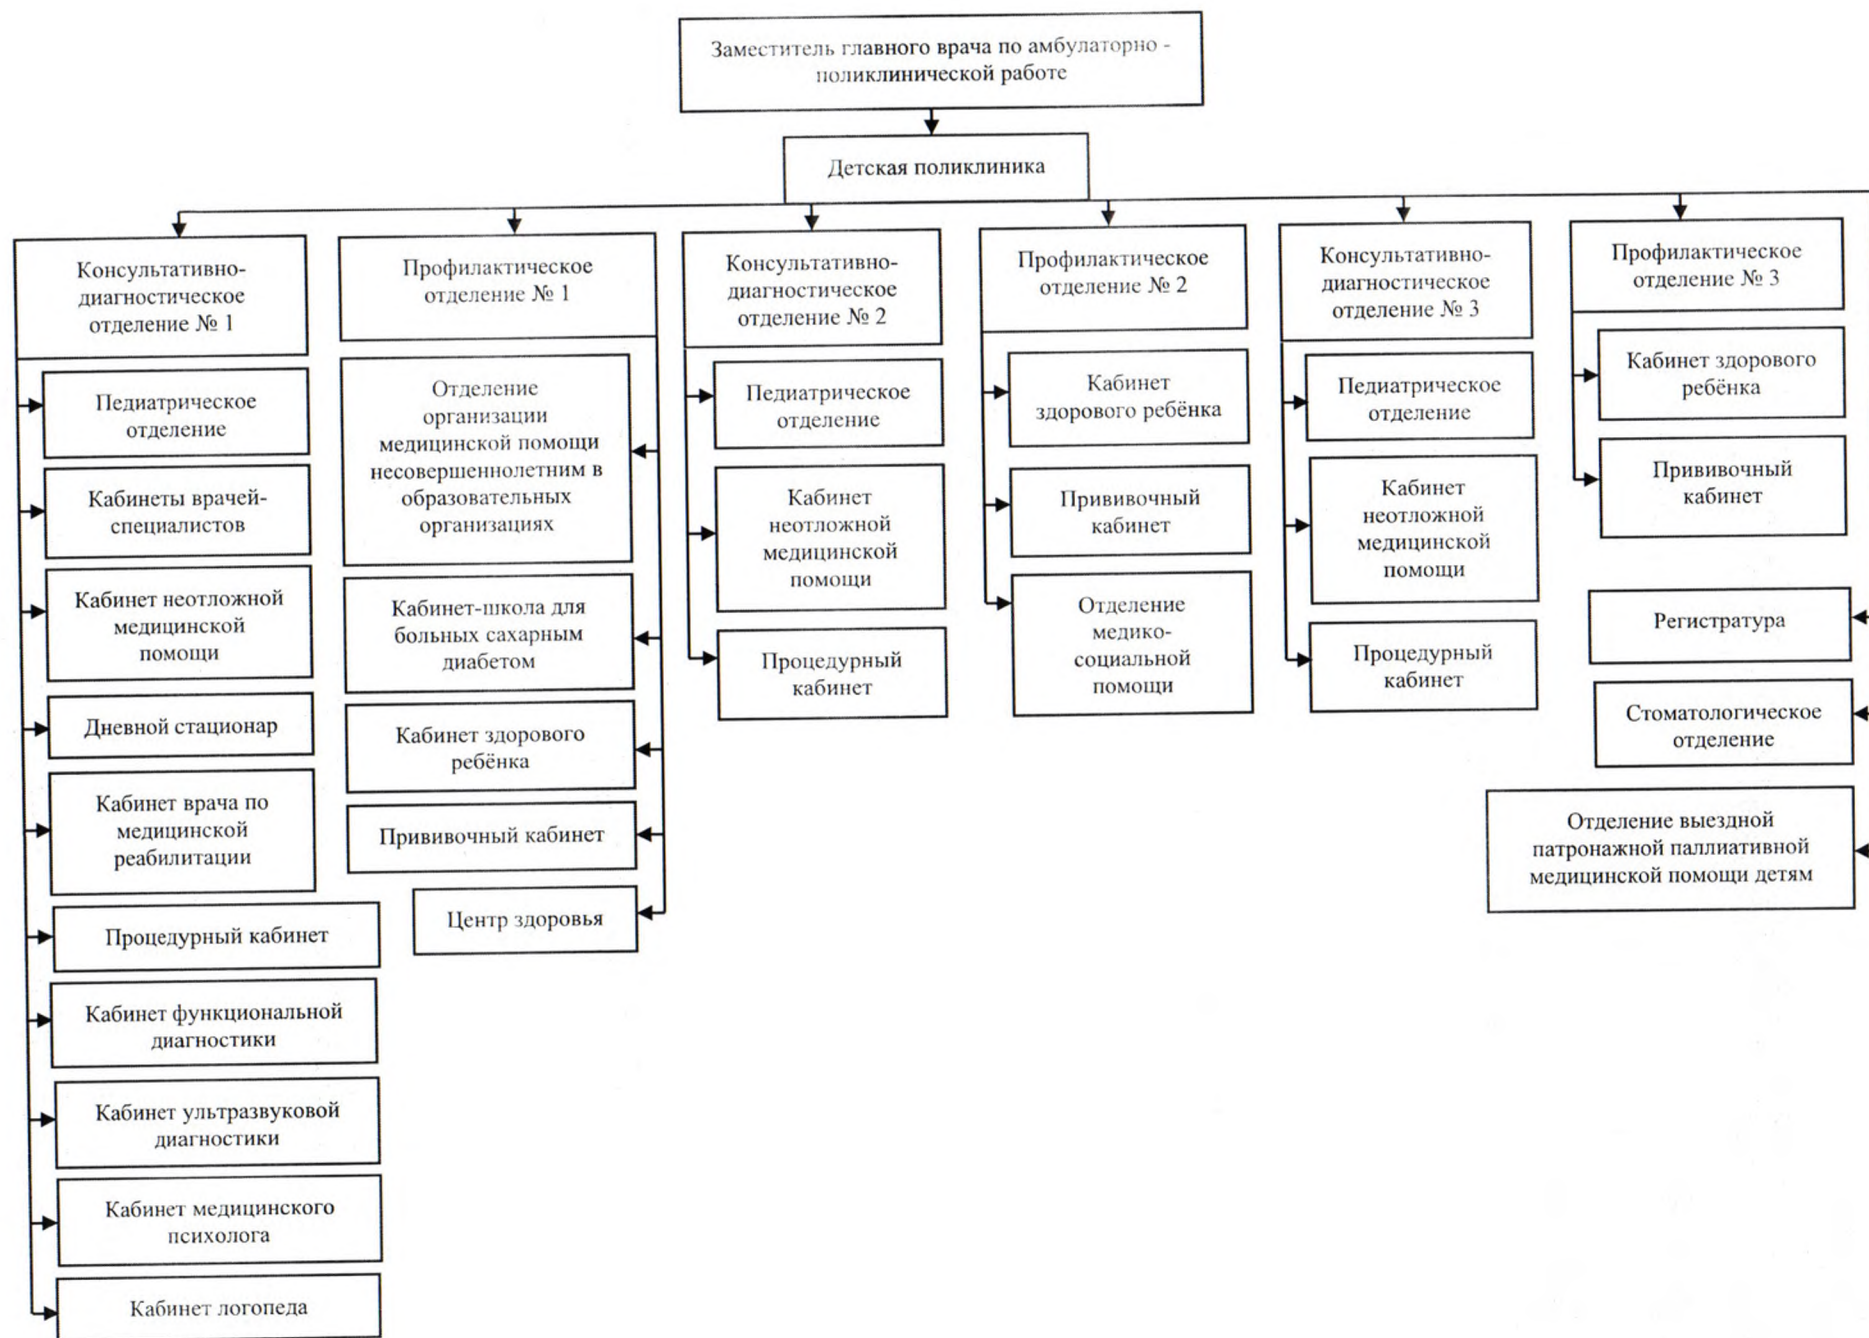 Заместитель главного врача по амбулаторно -
поликлинической работе
Детская поликлиника
Консультативно-
диагностическое
отделение № 1
Педиатрическое
отделение
Кабинеты врачей-
специалистов
Кабинет неотложной
медицинской
помощи
Дневной стационар
Кабинет врача по
медицинской
реабилитации
Процедурный кабинет
Кабинет функциональной
диагностики
Кабинет ультразвуковой
диагностики
Кабинет медицинского
психолога
Кабинет логопеда
Профилактическое
отделение № 1
Отделение
организации
медицинской помощи
несовершеннолетним в
образовательных
организациях
Кабинет-школа для
больных сахарным
диабетом
Кабинет здорового
ребёнка
Прививочный кабинет
Центр здоровья
Консультативно-
диагностическое
отделение № 2
Педиатрическое
отделение
Кабинет
неотложной
медицинской
помощи
Процедурный
кабинет
Профилактическое
отделение № 2
Кабинет
здорового ребёнка
Прививочный
кабинет
Отделение
медико-
социальной
помощи
Консультативно-
диагностическое
отделение № 3
Педиатрическое
отделение
Кабинет
неотложной
медицинской
помощи
Процедурный
кабинет
Профилактическое
отделение № 3
Кабинет здорового
ребёнка
Прививочный
кабинет
Регистратура
Стоматологическое
отделение
Отделение выездной
патронажной паллиативной
медицинской помощи детям